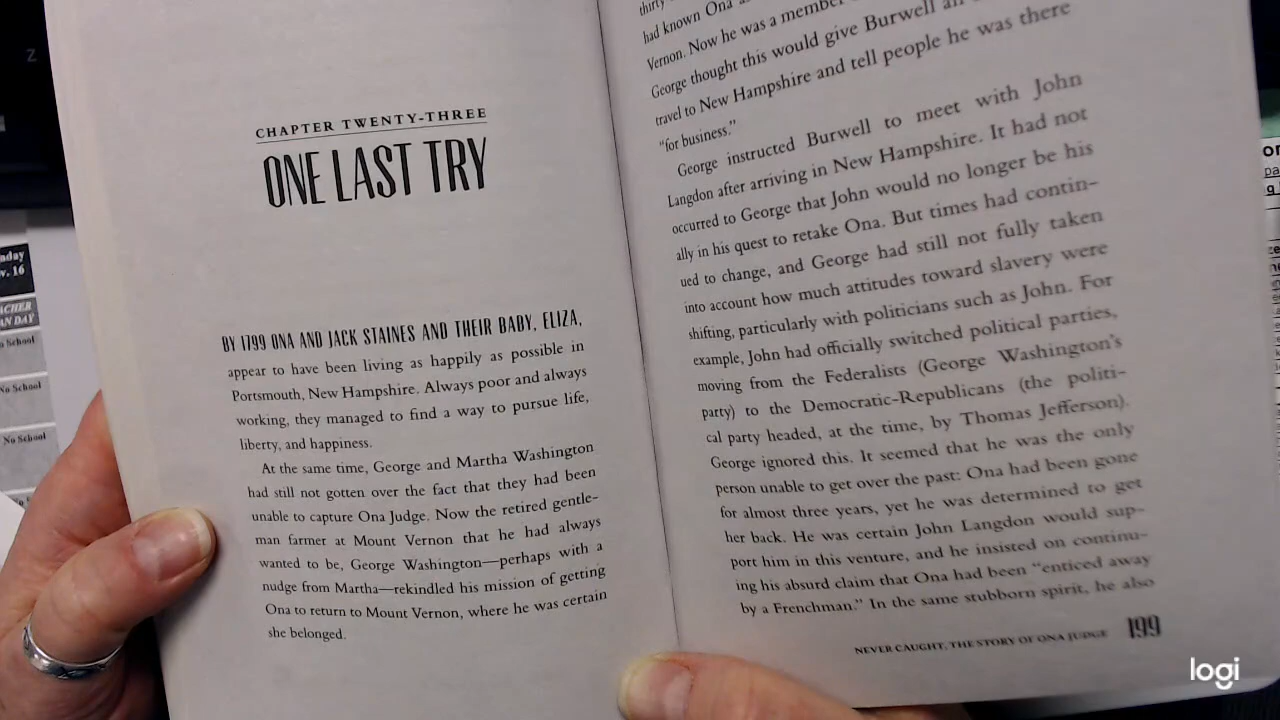 Z
CHAPTER TWENTY-THREE
ONE LAST TRY
BY 1799 ONA AND JACK STAINES AND THEIR BABY, ELIZA,
appear to have been living as happily as possible in
Portsmouth, New Hampshire. Always poor and always
working, they managed to find a way to pursue life,
liberty, and happiness.
At the same time, George and Martha Washington
had still not gotten over the fact that they had been
unable to capture Ona Judge. Now the retired gentle-
man farmer at Mount Vernon that he had always
wanted to be, George Washington—perhaps with a
nudge from Martha—rekindled his mission of getting
Ona to return to Mount Vernon, where he was certain
she belonged.
had known Ona
Vernon. Now he was a member
George thought this would give Burwell
travel to New Hampshire and tell people he was there
“for business.”
George instructed Burwell to meet with John
Langdon after arriving in New Hampshire. It had not
occurred to George that John would no longer be his
ally in his quest to retake Ona. But times had contin-
ued to change, and George had still not fully taken
into account how much attitudes toward slavery were
shifting, particularly with politicians such as John. For
example, John had officially switched political parties,
moving from the Federalists (George Washington’s
party) to the Democratic-Republicans (the politi-
cal party headed, at the time, by Thomas Jefferson).
George ignored this. It seemed that he was the only
person unable to get over the past: Ona had been gone
for almost three years, yet he was determined to get
her back. He was certain John Langdon would sup-
port him in this venture, and he insisted on continu-
ing his absurd claim that Ona had been “enticed away
by a Frenchman.” In the same stubborn spirit, he also
NEVER CAUGHT, THE STORY OF ONA JUDGE 199
nday
v. 16
ACHER
AN DAY
o School
No School
No School
logi